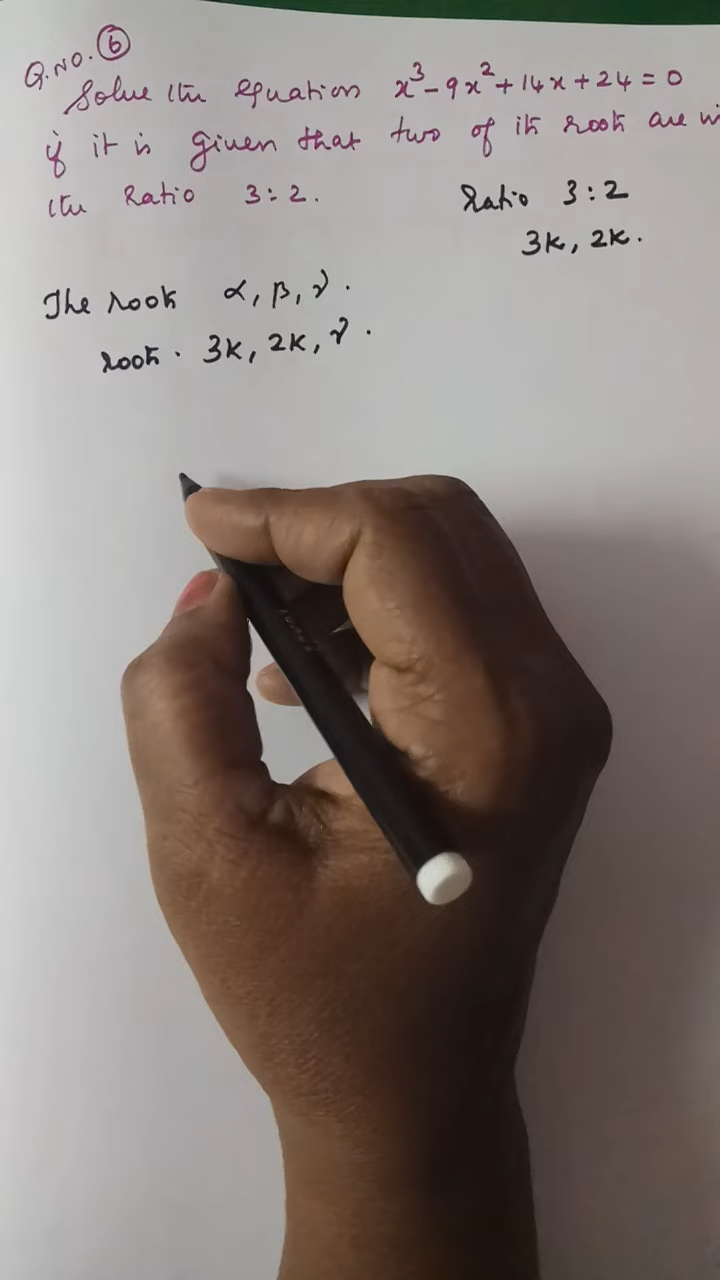 Q.NO. 6
Solve the equation x³-9x²+14x+24=0
if it is given that two of its roots are in
the Ratio 3:2.
Ratio 3:2
3k, 2k.
The roots α, β, γ.
roots. 3k, 2k, γ.